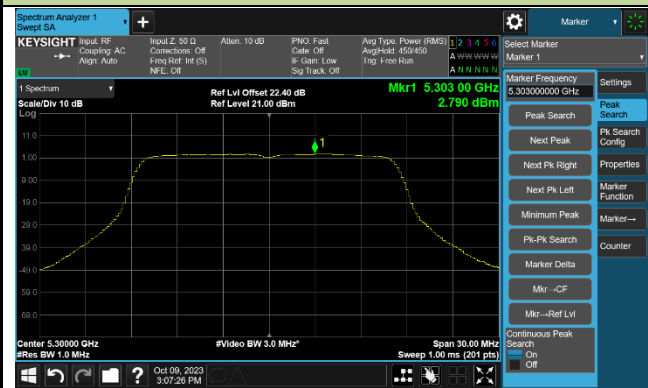 Spectrum Analyzer 1
Swept SA
Marker
KEYSIGHT
Input: RF
Coupling: AC
Align: Auto
Input Z: 50 Ω
Corrections: Off
Freq Ref: Int (S)
NFE: Off
Atten: 10 dB
PNO: Fast
Gate: Off
IF Gain: Low
Sig Track: Off
Avg Type: Power (RMS)
Avg|Hold: 450/450
Trig: Free Run
1 2 3 4 5 6
A W W W W W
A N N N N N
Select Marker
Marker 1
1 Spectrum
Scale/Div 10 dB
Log
Ref Lvl Offset 22.40 dB
Ref Level 21.00 dBm
Mkr1 5.303 00 GHz
2.790 dBm
11.0
1.00
-9.00
-19.0
-29.0
-39.0
-49.0
-59.0
-69.0
1
Center 5.30000 GHz
#Res BW 1.0 MHz
#Video BW 3.0 MHz*
Span 30.00 MHz
Sweep 1.00 ms (201 pts)
Marker Frequency
5.303000000 GHz
Peak Search
Next Peak
Next Pk Right
Next Pk Left
Minimum Peak
Pk-Pk Search
Marker Delta
Mkr→CF
Mkr→Ref Lvl
Continuous Peak
Search
On
Off
Settings
Peak
Search
Pk Search
Config
Properties
Marker
Function
Marker→
Counter
Oct 09, 2023
3:07:26 PM